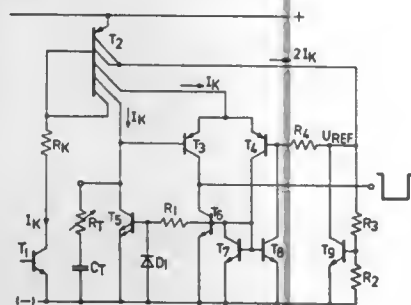 +
T2
2IK
IK
IK
RK
T3
T4
R4
UREF
IK
T1
RT
CT
T5
R1
D1
T6
T7
T8
T9
R3
R2
(−)